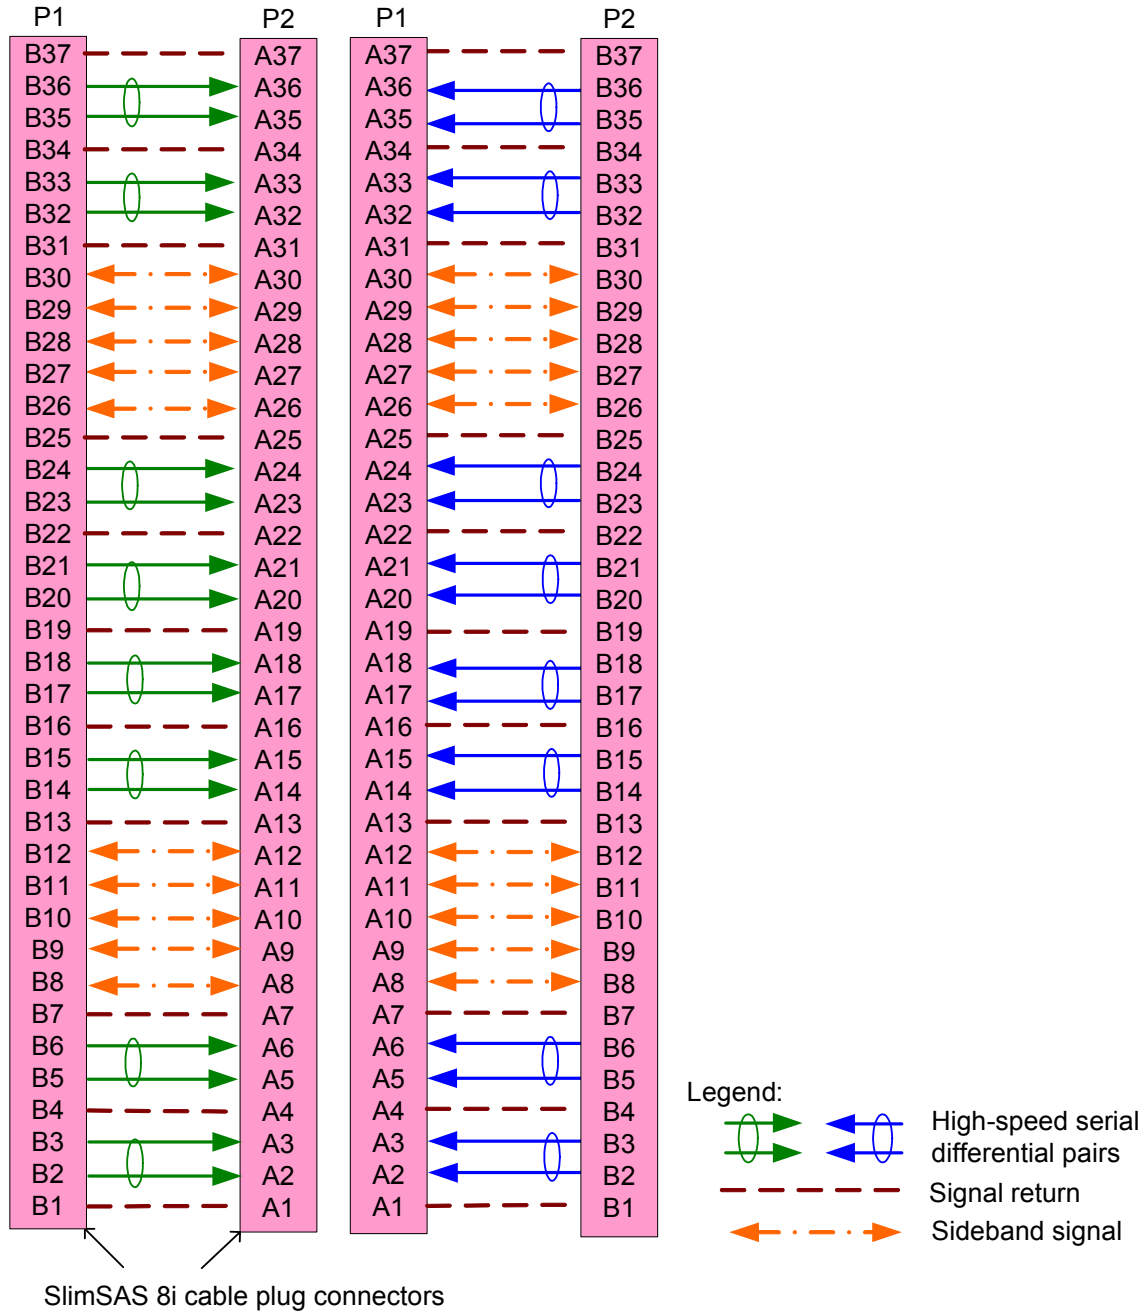 P1 P2 P1 P2
B37 A37 A37 B37
B36 A36 A36 B36
B35 A35 A35 B35
B34 A34 A34 B34
B33 A33 A33 B33
B32 A32 A32 B32
B31 A31 A31 B31
B30 A30 A30 B30
B29 A29 A29 B29
B28 A28 A28 B28
B27 A27 A27 B27
B26 A26 A26 B26
B25 A25 A25 B25
B24 A24 A24 B24
B23 A23 A23 B23
B22 A22 A22 B22
B21 A21 A21 B21
B20 A20 A20 B20
B19 A19 A19 B19
B18 A18 A18 B18
B17 A17 A17 B17
B16 A16 A16 B16
B15 A15 A15 B15
B14 A14 A14 B14
B13 A13 A13 B13
B12 A12 A12 B12
B11 A11 A11 B11
B10 A10 A10 B10
B9 A9 A9 B9
B8 A8 A8 B8
B7 A7 A7 B7
B6 A6 A6 B6
B5 A5 A5 B5
B4 A4 A4 B4
B3 A3 A3 B3
B2 A2 A2 B2
B1 A1 A1 B1
Legend:
High-speed serial
differential pairs
Signal return
Sideband signal
SlimSAS 8i cable plug connectors